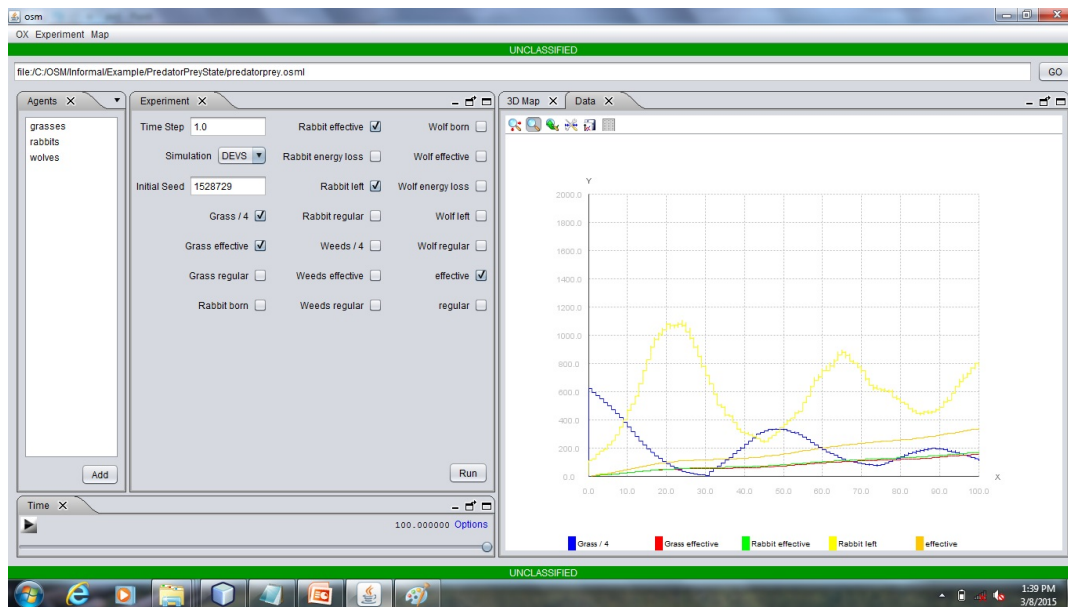 osm
OX Experiment Map
UNCLASSIFIED
file:/C:/OSM/Informal/Example/PredatorPreyState/predatorprey.osml
GO
Agents X
grasses
rabbits
wolves
Add
Experiment X
Time Step 1.0
Rabbit effective
Wolf born
Simulation DEVS
Rabbit energy loss
Wolf effective
Initial Seed 1528729
Rabbit left
Wolf energy loss
Grass / 4
Rabbit regular
Wolf left
Grass effective
Weeds / 4
Wolf regular
Grass regular
Weeds effective
effective
Rabbit born
Weeds regular
regular
Run
Time X
100.000000 Options
3D Map X Data X
Y
2000.0
1800.0
1600.0
1400.0
1200.0
1000.0
800.0
600.0
400.0
200.0
0.0
X
0.0 10.0 20.0 30.0 40.0 50.0 60.0 70.0 80.0 90.0 100.0
Grass / 4 Grass effective Rabbit effective Rabbit left effective
UNCLASSIFIED
1:39 PM
3/8/2015